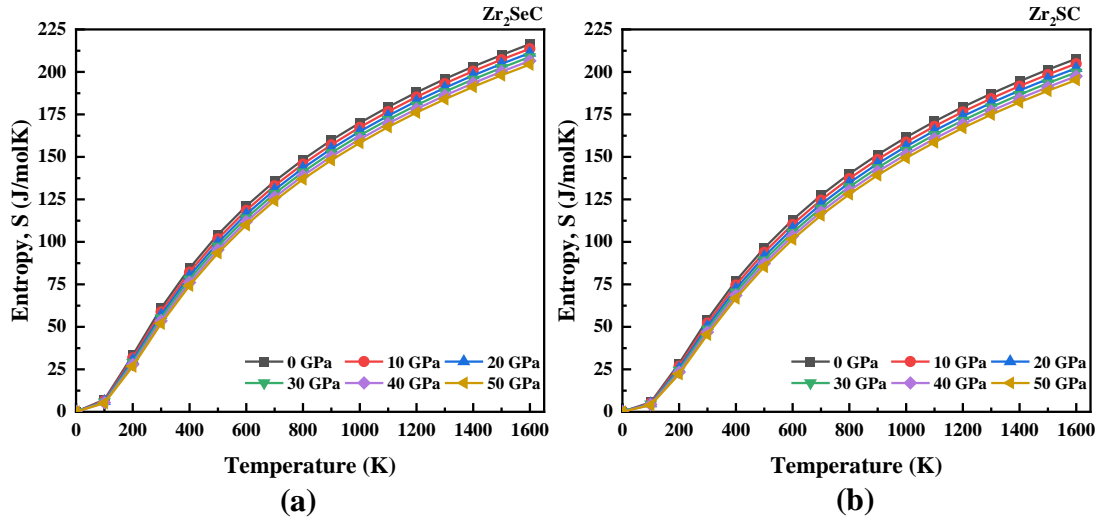 Zr₂SeC
Entropy, S (J/molK)
225
200
175
150
125
100
75
50
25
0
0 GPa 10 GPa 20 GPa
30 GPa 40 GPa 50 GPa
0 200 400 600 800 1000 1200 1400 1600
Temperature (K)
(a)
Zr₂SC
Entropy, S (J/molK)
225
200
175
150
125
100
75
50
25
0
0 GPa 10 GPa 20 GPa
30 GPa 40 GPa 50 GPa
0 200 400 600 800 1000 1200 1400 1600
Temperature (K)
(b)